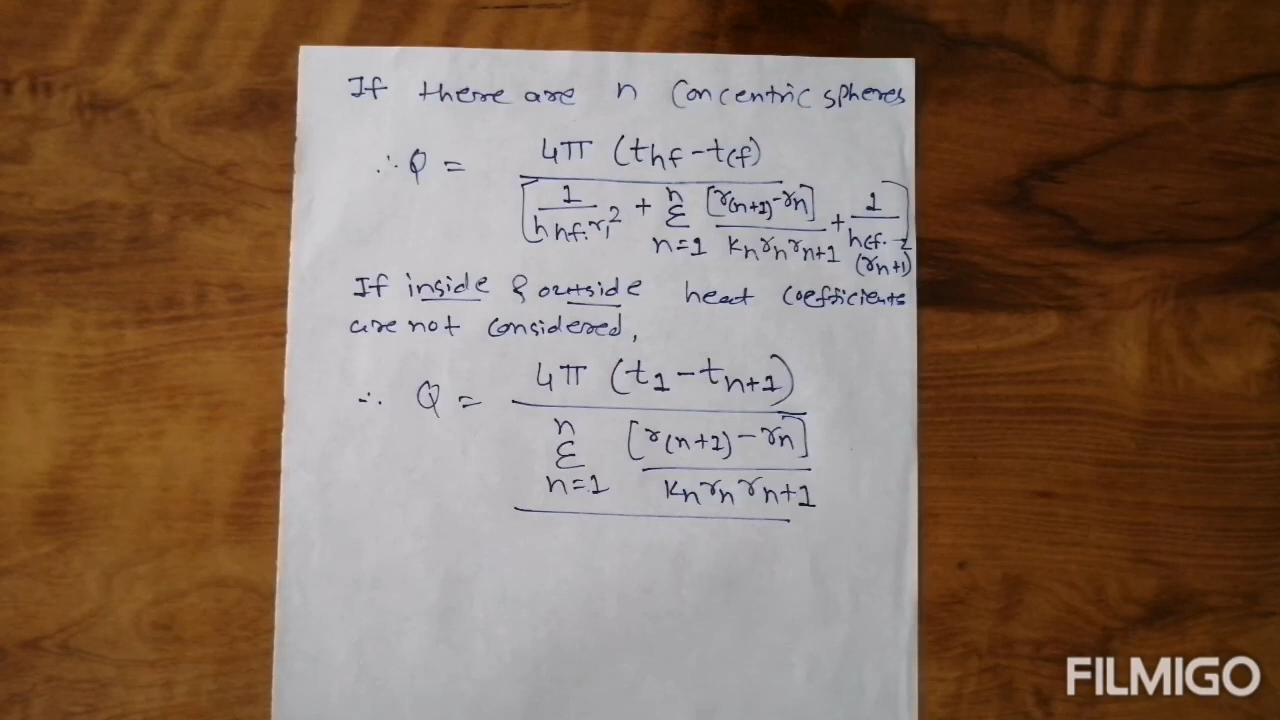 If there are n concentric spheres
∴ Q = 4π (thf - tcf) / [1/hhf.r₁² + Σ(n=1 to n) [r(n+1) - rn]/kn rn rn+1 + 1/hcf.(rn+1)²]
If inside & outside heat coefficients
are not considered,
∴ Q = 4π (t1 - tn+1) / Σ(n=1 to n) [r(n+1) - rn]/kn rn rn+1
FILMIGO